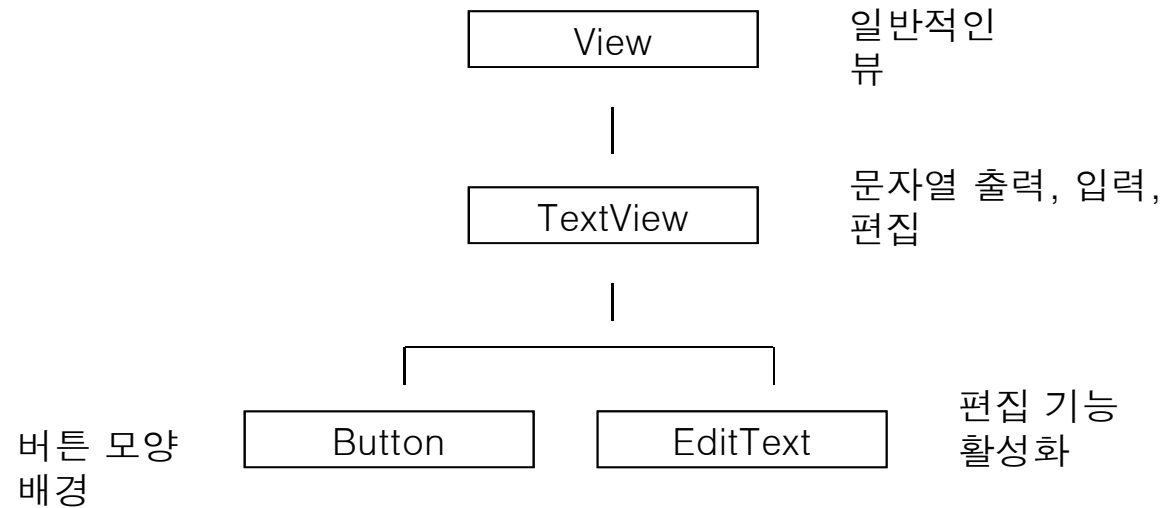 View
일반적인
뷰
TextView
문자열 출력, 입력,
편집
버튼 모양
배경
Button
EditText
편집 기능
활성화